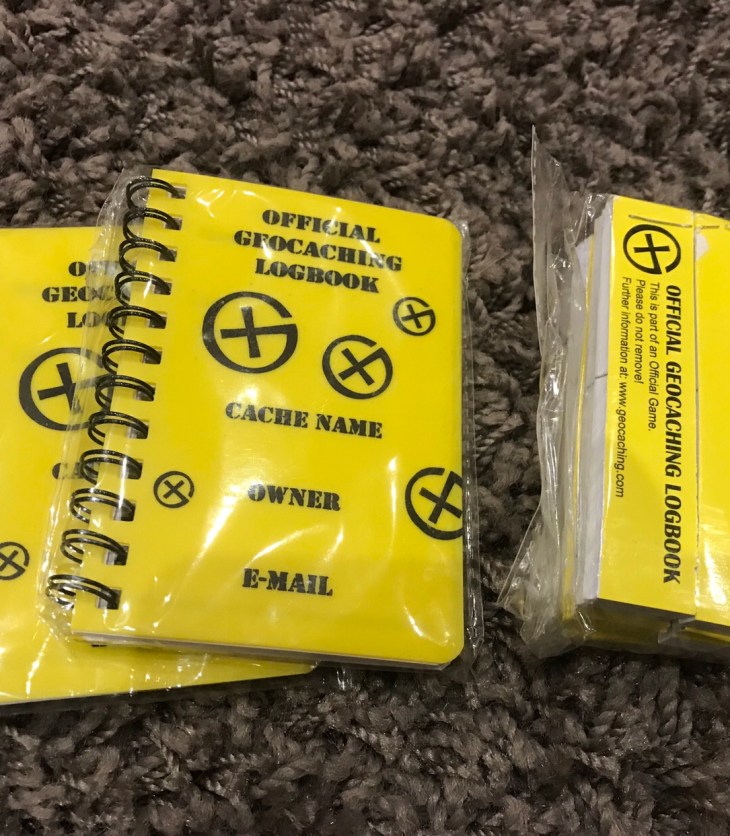 OFFICIAL
GEOCACHING
LOGBOOK
CACHE NAME
OWNER
E-MAIL
OFFICIAL GEOCACHING LOGBOOK
This is part of an Official Game.
Please do not remove!
Further information at: www.geocaching.com